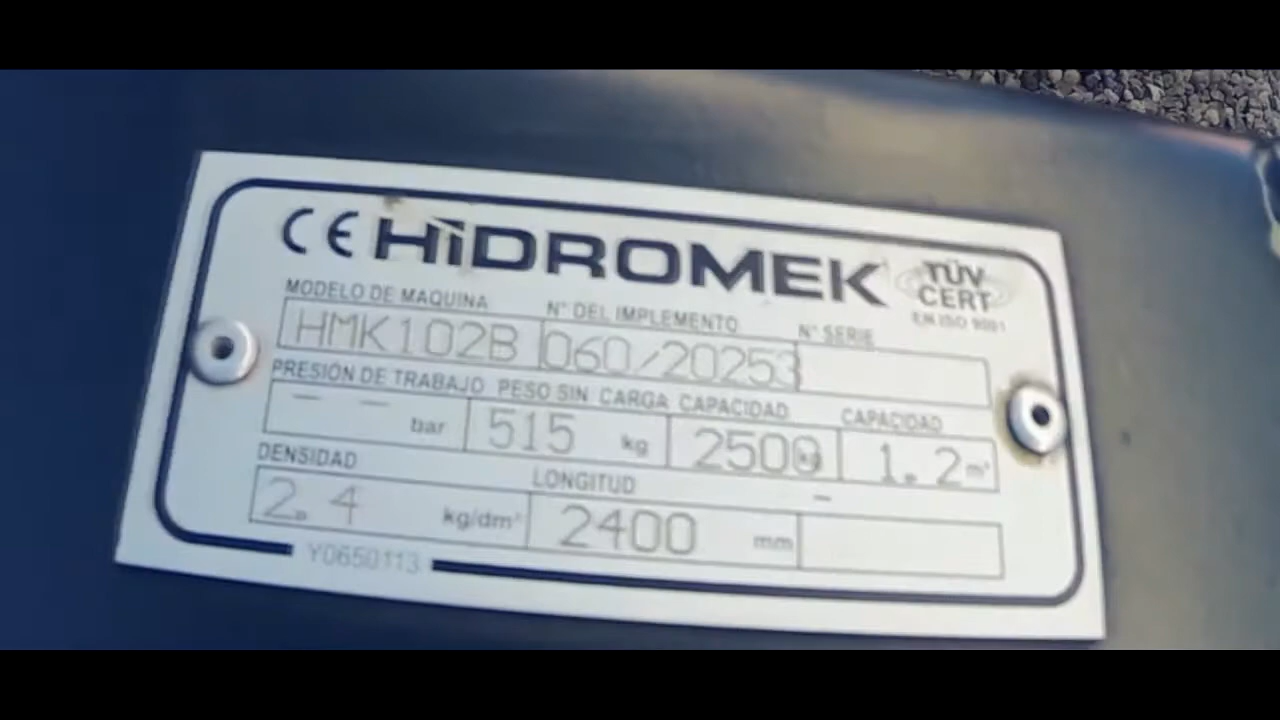 CE HİDROMEK TÜV CERT
EN ISO 9001
MODELO DE MAQUINA N° DEL IMPLEMENTO N° SERIE
HMK102B 060/20253
PRESIÓN DE TRABAJO PESO SIN CARGA CAPACIDAD CAPACIDAD
-- bar 515 kg 2500 kg 1.2 m³
DENSIDAD LONGITUD -
2.4 kg/dm³ 2400 mm
Y0650113